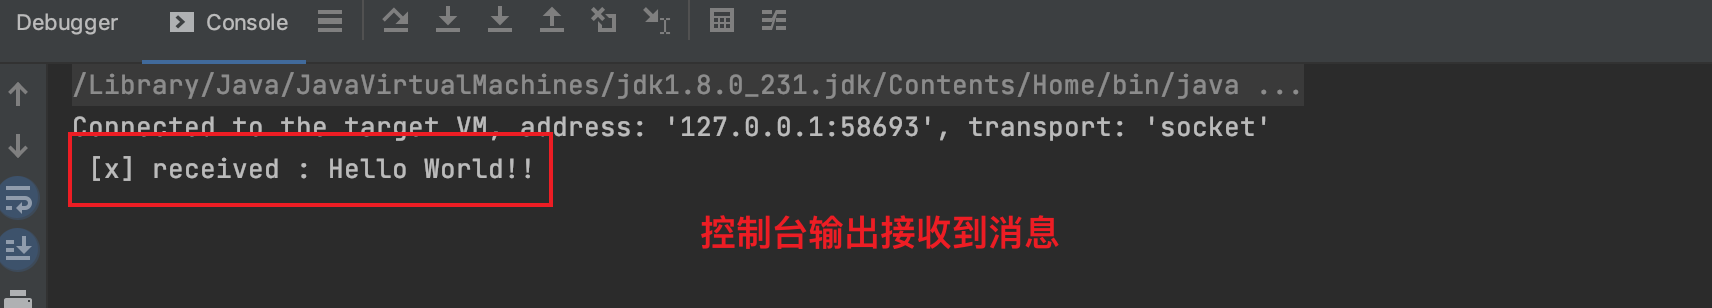 Debugger Console
/Library/Java/JavaVirtualMachines/jdk1.8.0_231.jdk/Contents/Home/bin/java ...
Connected to the target VM, address: '127.0.0.1:58693', transport: 'socket'
[x] received : Hello World!!
控制台输出接收到消息